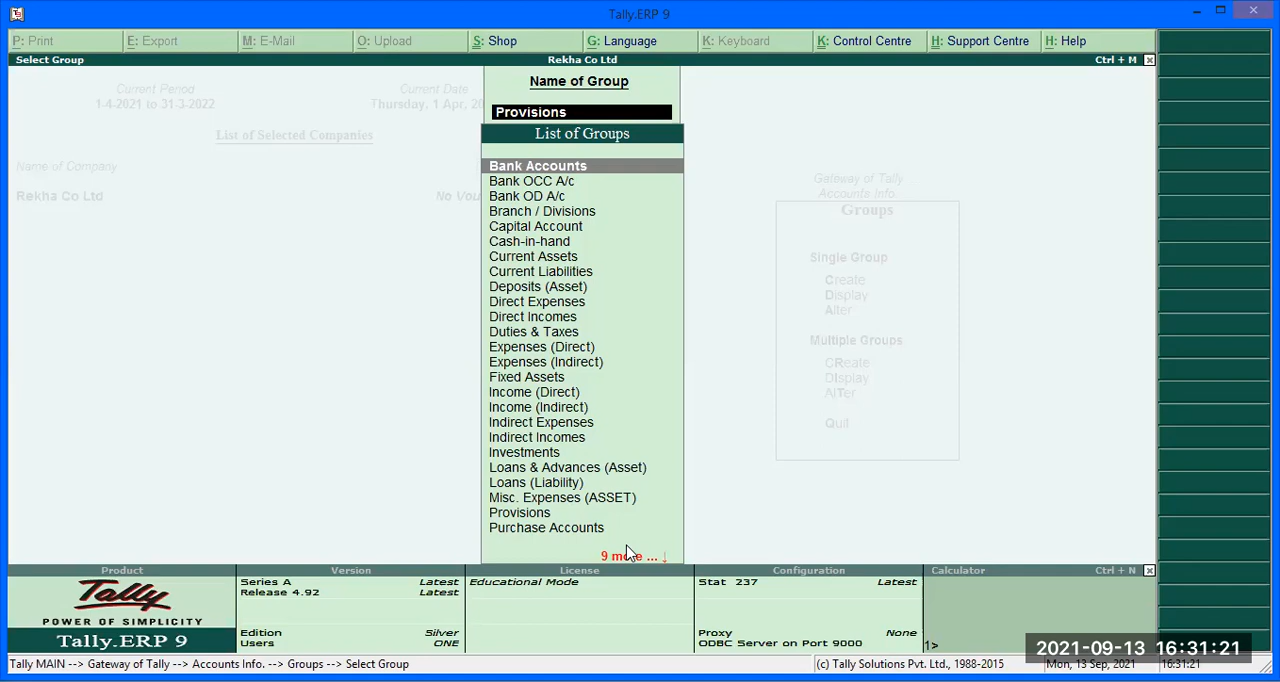 Tally.ERP 9
P: Print
E: Export
M: E-Mail
O: Upload
S: Shop
G: Language
K: Keyboard
K: Control Centre
H: Support Centre
H: Help
Select Group
Rekha Co Ltd
Ctrl + M
Current Period
1-4-2021 to 31-3-2022
Current Date
Thursday, 1 Apr, 20
List of Selected Companies
Name of Company
Rekha Co Ltd
No Vou
Name of Group
Provisions
List of Groups
Bank Accounts
Bank OCC A/c
Bank OD A/c
Branch / Divisions
Capital Account
Cash-in-hand
Current Assets
Current Liabilities
Deposits (Asset)
Direct Expenses
Direct Incomes
Duties & Taxes
Expenses (Direct)
Expenses (Indirect)
Fixed Assets
Income (Direct)
Income (Indirect)
Indirect Expenses
Indirect Incomes
Investments
Loans & Advances (Asset)
Loans (Liability)
Misc. Expenses (ASSET)
Provisions
Purchase Accounts
9 more ... ↓
Gateway of Tally
Accounts Info.
Groups
Single Group
Create
Display
Alter
Multiple Groups
CReate
DIsplay
AlTer
Quit
Product
Tally
POWER OF SIMPLICITY
Tally.ERP 9
Version
Series A Latest
Release 4.92 Latest
Edition Silver
Users ONE
License
Educational Mode
Configuration
Stat 237 Latest
Proxy None
ODBC Server on Port 9000
Calculator
Ctrl + N
1>
2021-09-13 16:31:21
Tally MAIN --> Gateway of Tally --> Accounts Info. --> Groups --> Select Group
(c) Tally Solutions Pvt. Ltd., 1988-2015
Mon, 13 Sep, 2021
16:31:21